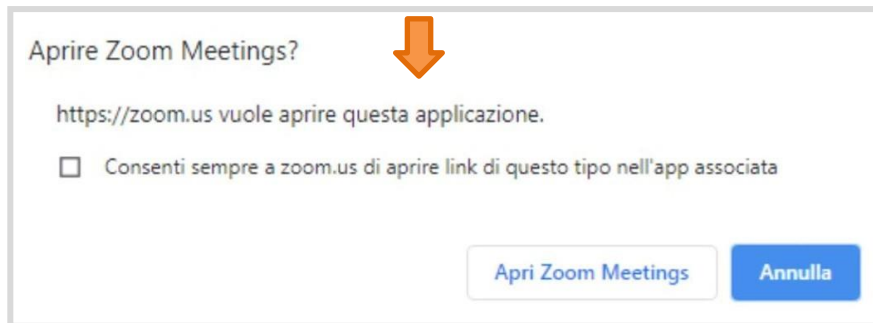 Aprire Zoom Meetings?
https://zoom.us vuole aprire questa applicazione.
Consenti sempre a zoom.us di aprire link di questo tipo nell'app associata
Apri Zoom Meetings
Annulla